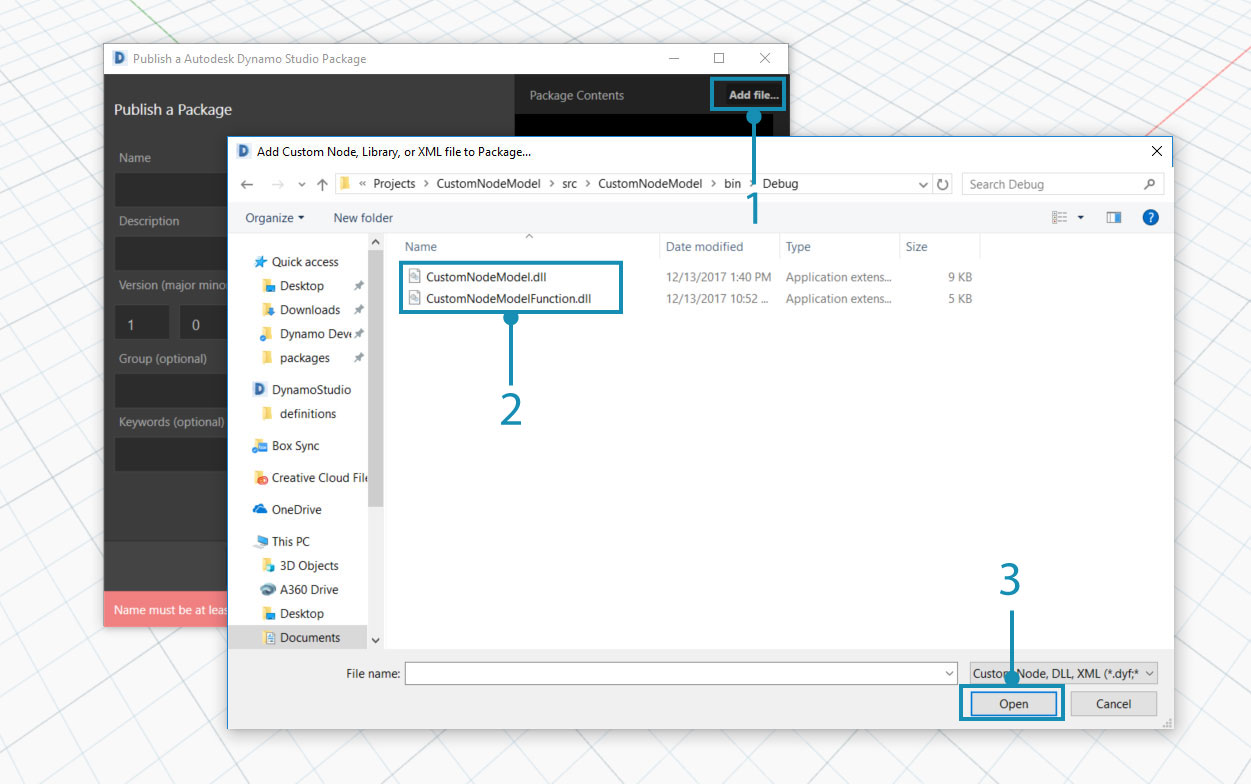 Publish a Autodesk Dynamo Studio Package
Publish a Package
Package Contents
Add file...
Name
Description
Version (major mino
1 0
Group (optional)
Keywords (optional)
Name must be at leas
Add Custom Node, Library, or XML file to Package...
« Projects > CustomNodeModel > src > CustomNodeModel > bin > Debug
Search Debug
1
Organize New folder
?
Name Date modified Type Size
CustomNodeModel.dll 12/13/2017 1:40 PM Application extens... 9 KB
CustomNodeModelFunction.dll 12/13/2017 10:52 ... Application extens... 5 KB
2
Quick access
Desktop
Downloads
Dynamo Deve
packages
DynamoStudio
definitions
Box Sync
Creative Cloud File
OneDrive
This PC
3D Objects
A360 Drive
Desktop
Documents
3
File name:
Custom Node, DLL, XML (*.dyf;*
Open Cancel